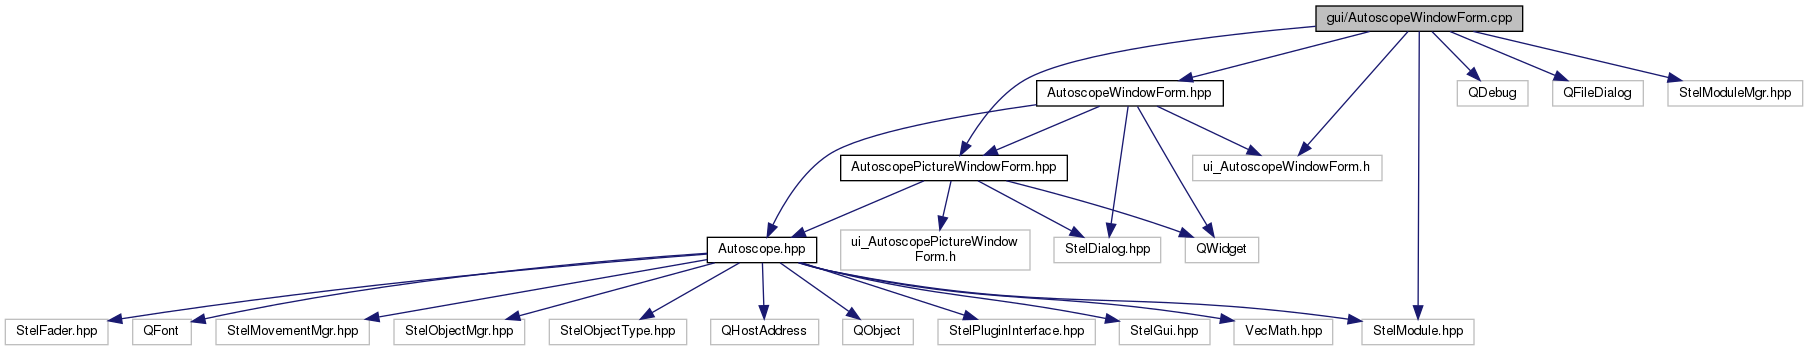 gui/AutoscopeWindowForm.cpp
AutoscopeWindowForm.hpp
QDebug
QFileDialog
StelModuleMgr.hpp
AutoscopePictureWindowForm.hpp
ui_AutoscopeWindowForm.h
Autoscope.hpp
ui_AutoscopePictureWindow
Form.h
StelDialog.hpp
QWidget
StelFader.hpp
QFont
StelMovementMgr.hpp
StelObjectMgr.hpp
StelObjectType.hpp
QHostAddress
QObject
StelPluginInterface.hpp
StelGui.hpp
VecMath.hpp
StelModule.hpp